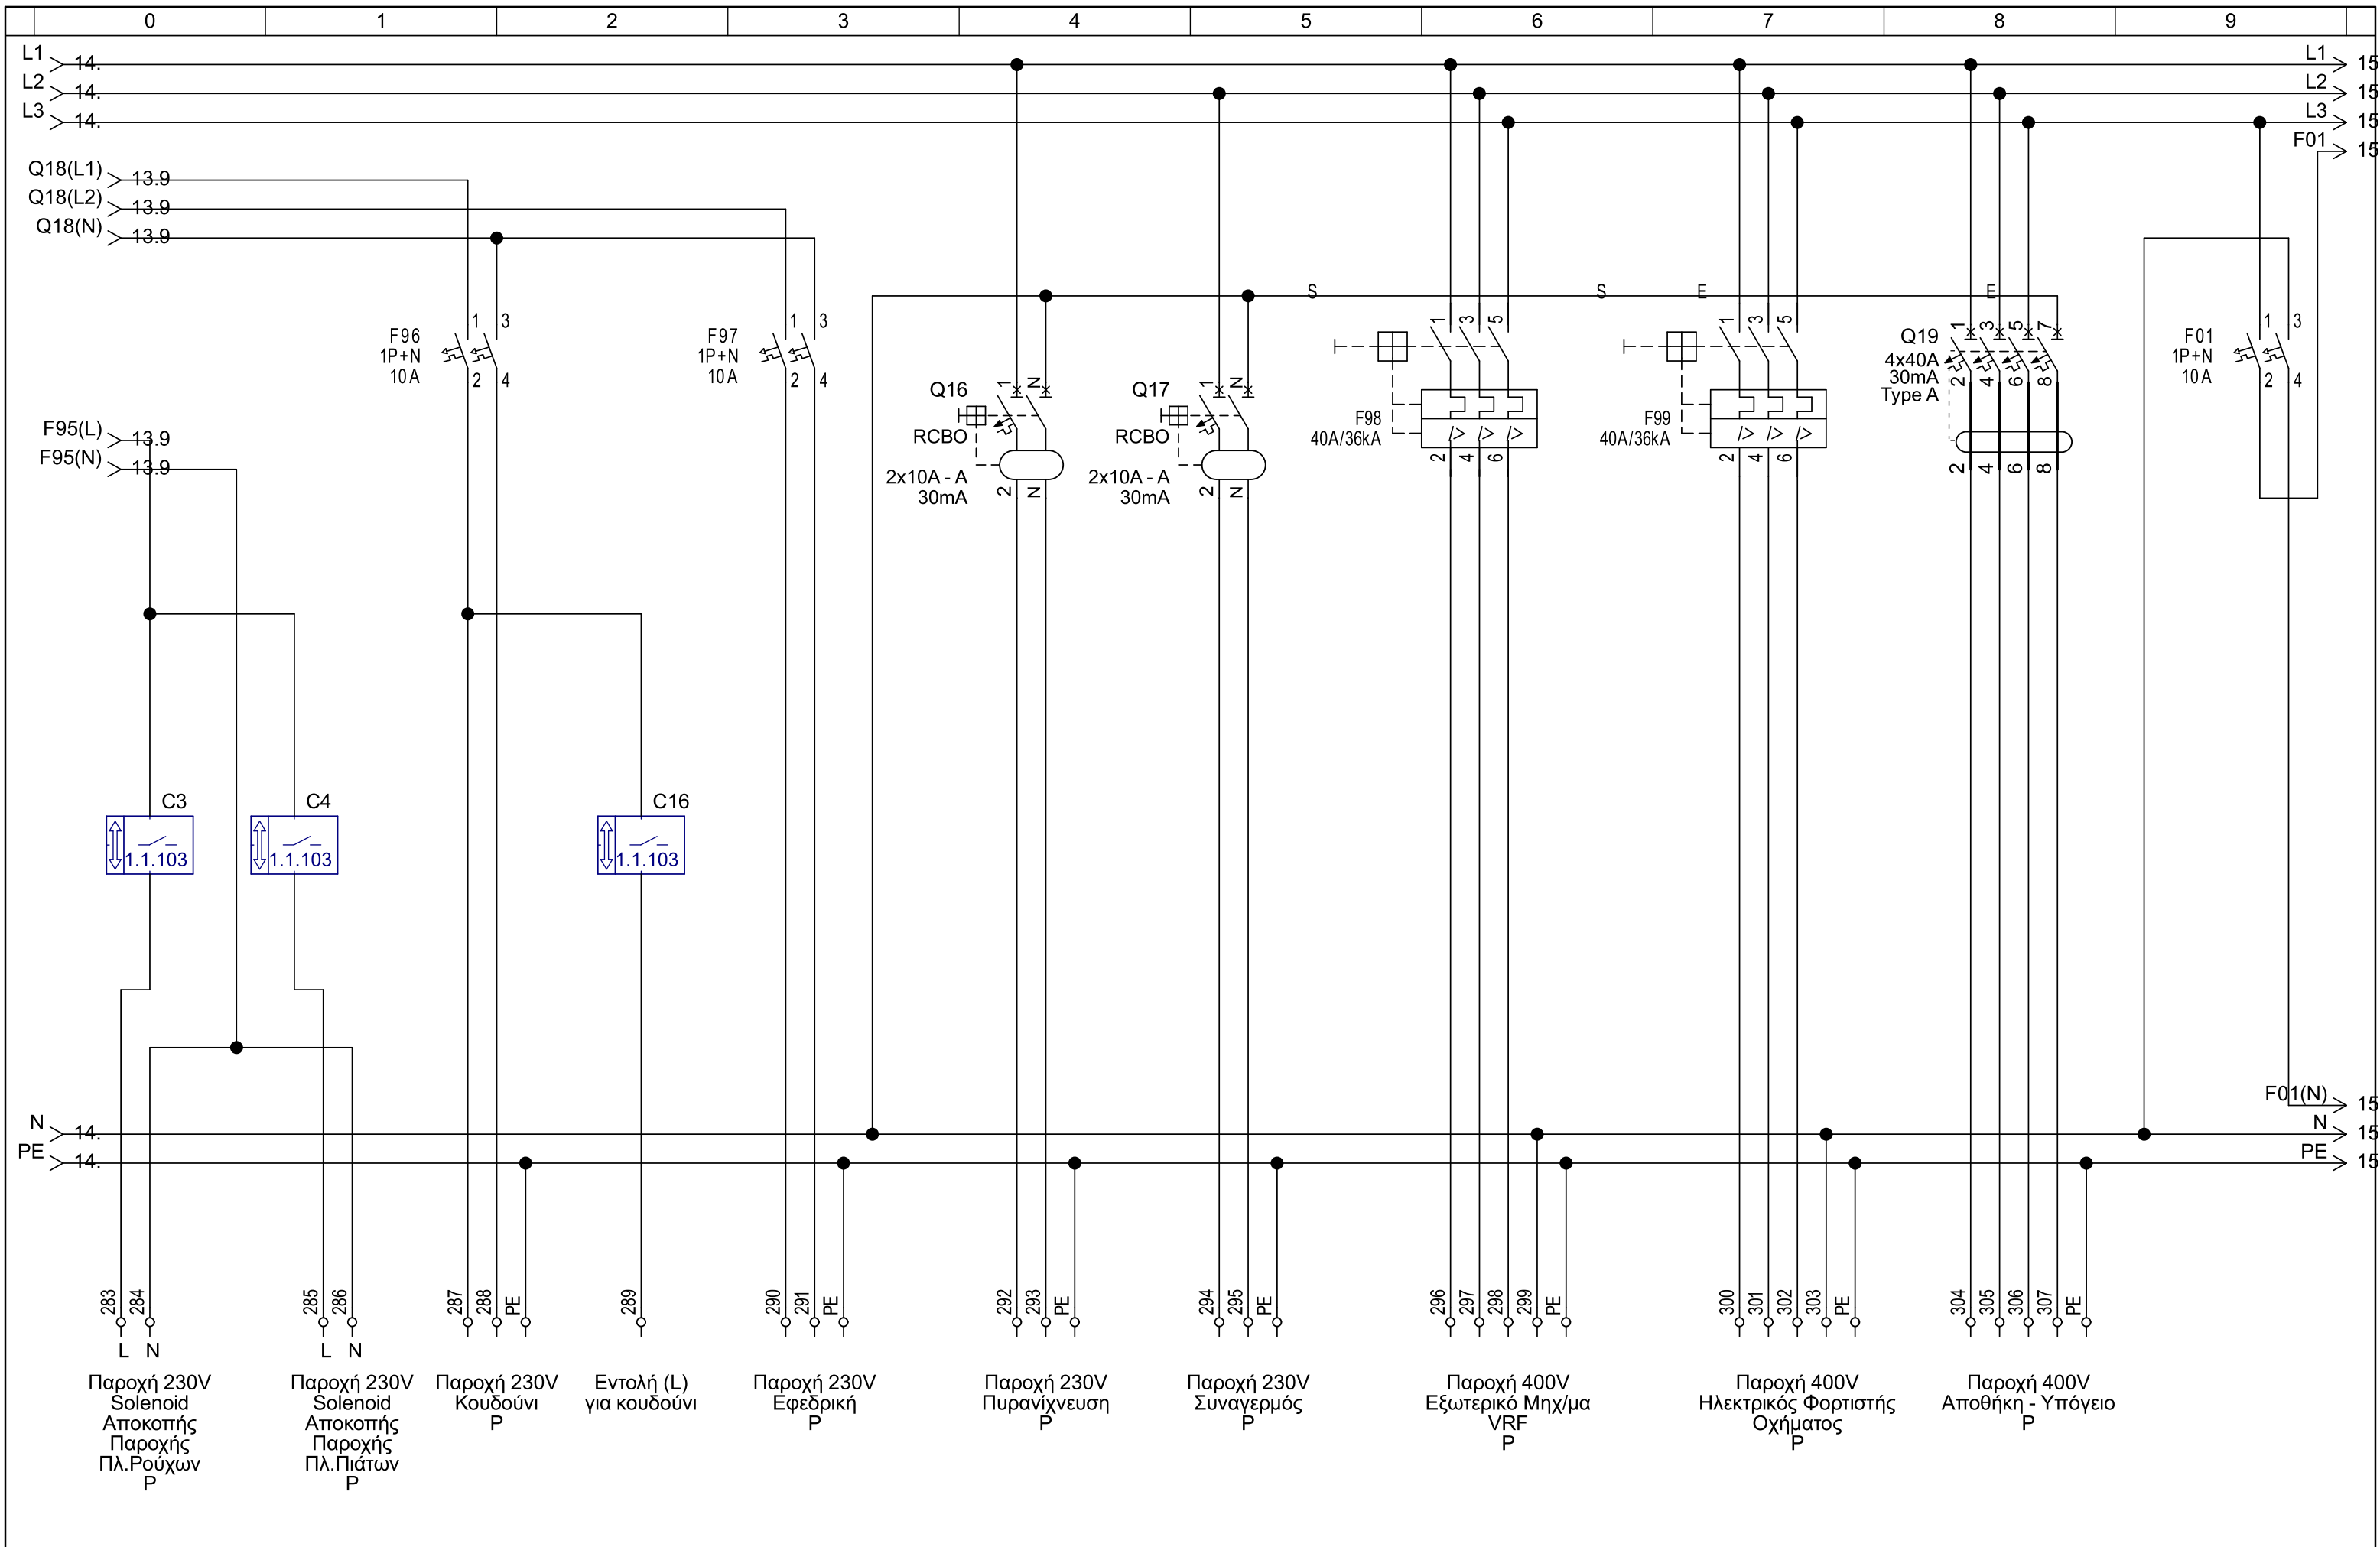 0 1 2 3 4 5 6 7 8 9
L1 14. L1 15
L2 14. L2 15
L3 14. L3 15
F01 15
Q18(L1) 13.9
Q18(L2) 13.9
Q18(N) 13.9
S S E E
F96
1P+N
10A
1 3
2 4
F97
1P+N
10A
1 3
2 4
Q16
RCBO
2x10A - A
30mA
1 N
2 N
Q17
RCBO
2x10A - A
30mA
1 N
2 N
F98
40A/36kA
1 3 5
2 4 6
F99
40A/36kA
1 3 5
2 4 6
Q19
4x40A
30mA
Type A
1 3 5 7
2 4 6 8
2 4 6 8
F01
1P+N
10A
1 3
2 4
F95(L) 13.9
F95(N) 13.9
C3
1.1.103
C4
1.1.103
C16
1.1.103
F01(N) 15
N 14. N 15
PE 14. PE 15
283 284 285 286 287 288 PE 289 290 291 PE 292 293 PE 294 295 PE 296 297 298 299 PE 300 301 302 303 PE 304 305 306 307 PE
L N L N
Παροχή 230V
Solenoid
Αποκοπής
Παροχής
Πλ.Ρούχων
P
Παροχή 230V
Solenoid
Αποκοπής
Παροχής
Πλ.Πιάτων
P
Παροχή 230V
Κουδούνι
P
Εντολή (L)
για κουδούνι
Παροχή 230V
Εφεδρική
P
Παροχή 230V
Πυρανίχνευση
P
Παροχή 230V
Συναγερμός
P
Παροχή 400V
Εξωτερικό Μηχ/μα
VRF
P
Παροχή 400V
Ηλεκτρικός Φορτιστής
Οχήματος
P
Παροχή 400V
Αποθήκη - Υπόγειο
P